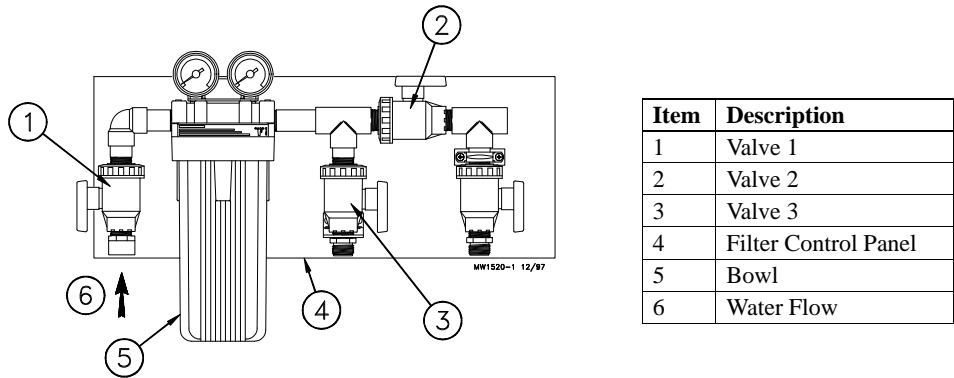 2
1
3
4
5
6
MW1520-1 12/97
Item Description
1 Valve 1
2 Valve 2
3 Valve 3
4 Filter Control Panel
5 Bowl
6 Water Flow